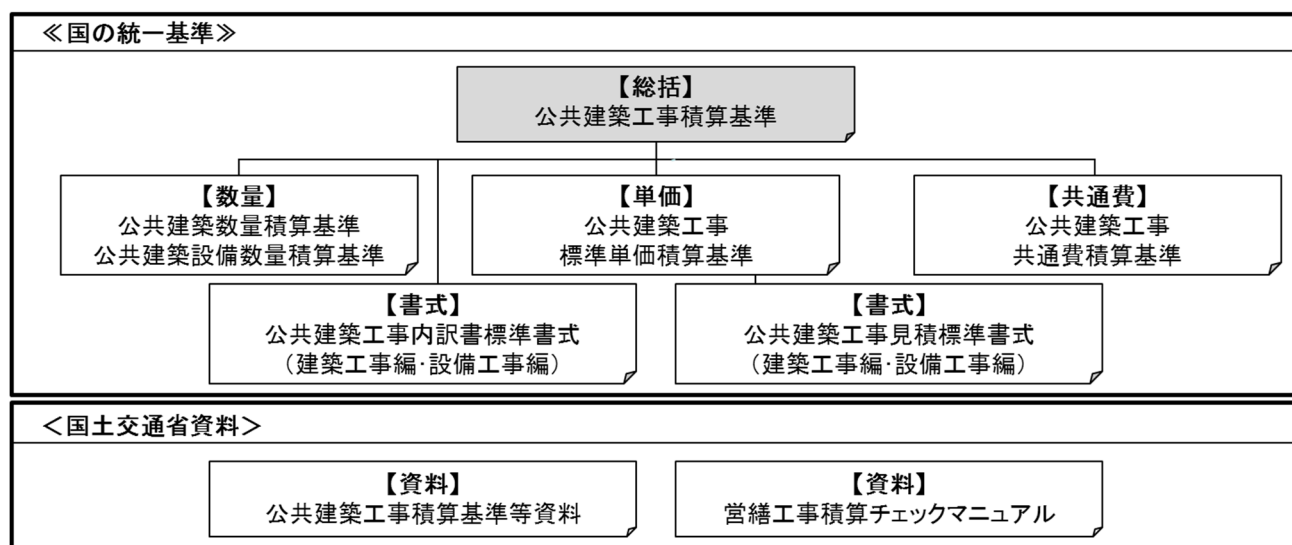 ≪国の統一基準≫
【総括】
公共建築工事積算基準
【数量】
公共建築数量積算基準
公共建築設備数量積算基準
【単価】
公共建築工事
標準単価積算基準
【共通費】
公共建築工事
共通費積算基準
【書式】
公共建築工事内訳書標準書式
（建築工事編・設備工事編）
【書式】
公共建築工事見積標準書式
（建築工事編・設備工事編）
＜国土交通省資料＞
【資料】
公共建築工事積算基準等資料
【資料】
営繕工事積算チェックマニュアル